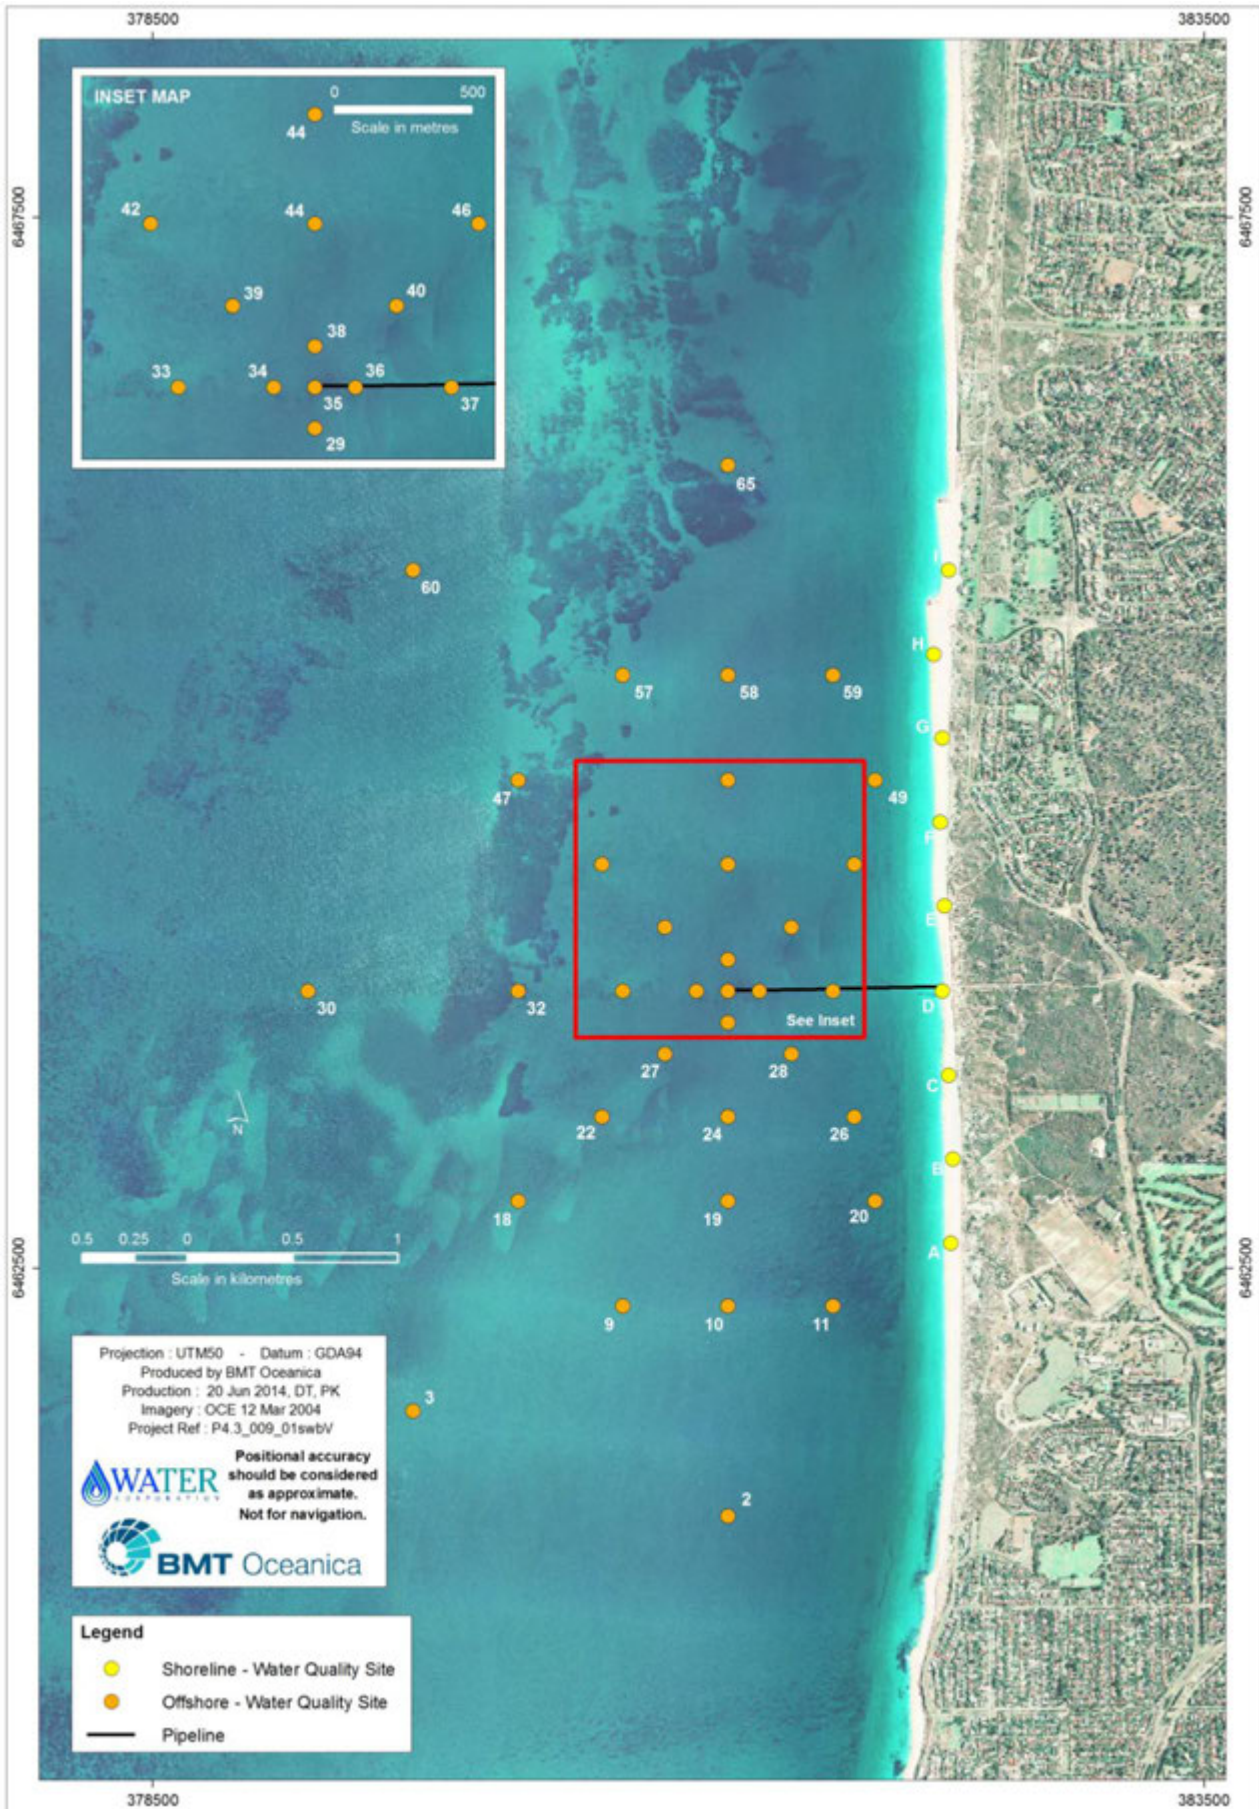 378500
383500
INSET MAP
0 500
Scale in metres
44
42
44
46
39
40
38
33
34
36
35
37
29
6467500
6467500
65
60
I
H
57
58
59
G
47
49
F
E
30
32
See Inset
D
27
28
C
N
22
24
26
B
18
19
20
A
0.5 0.25 0 0.5 1
Scale in kilometres
6462500
6462500
9
10
11
Projection : UTM50 - Datum : GDA94
Produced by BMT Oceanica
Production : 20 Jun 2014, DT, PK
Imagery : OCE 12 Mar 2004
Project Ref : P4.3_009_01swbV
3
WATER
CORPORATION
Positional accuracy
should be considered
as approximate.
Not for navigation.
2
BMT Oceanica
Legend
Shoreline - Water Quality Site
Offshore - Water Quality Site
Pipeline
378500
383500